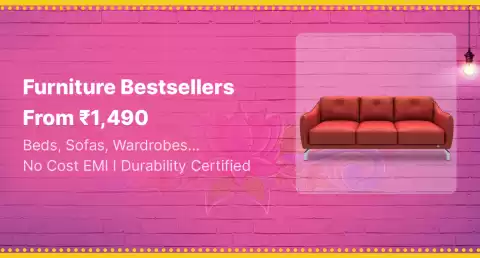 Furniture Bestsellers
From ₹1,490
Beds, Sofas, Wardrobes...
No Cost EMI I Durability Certified